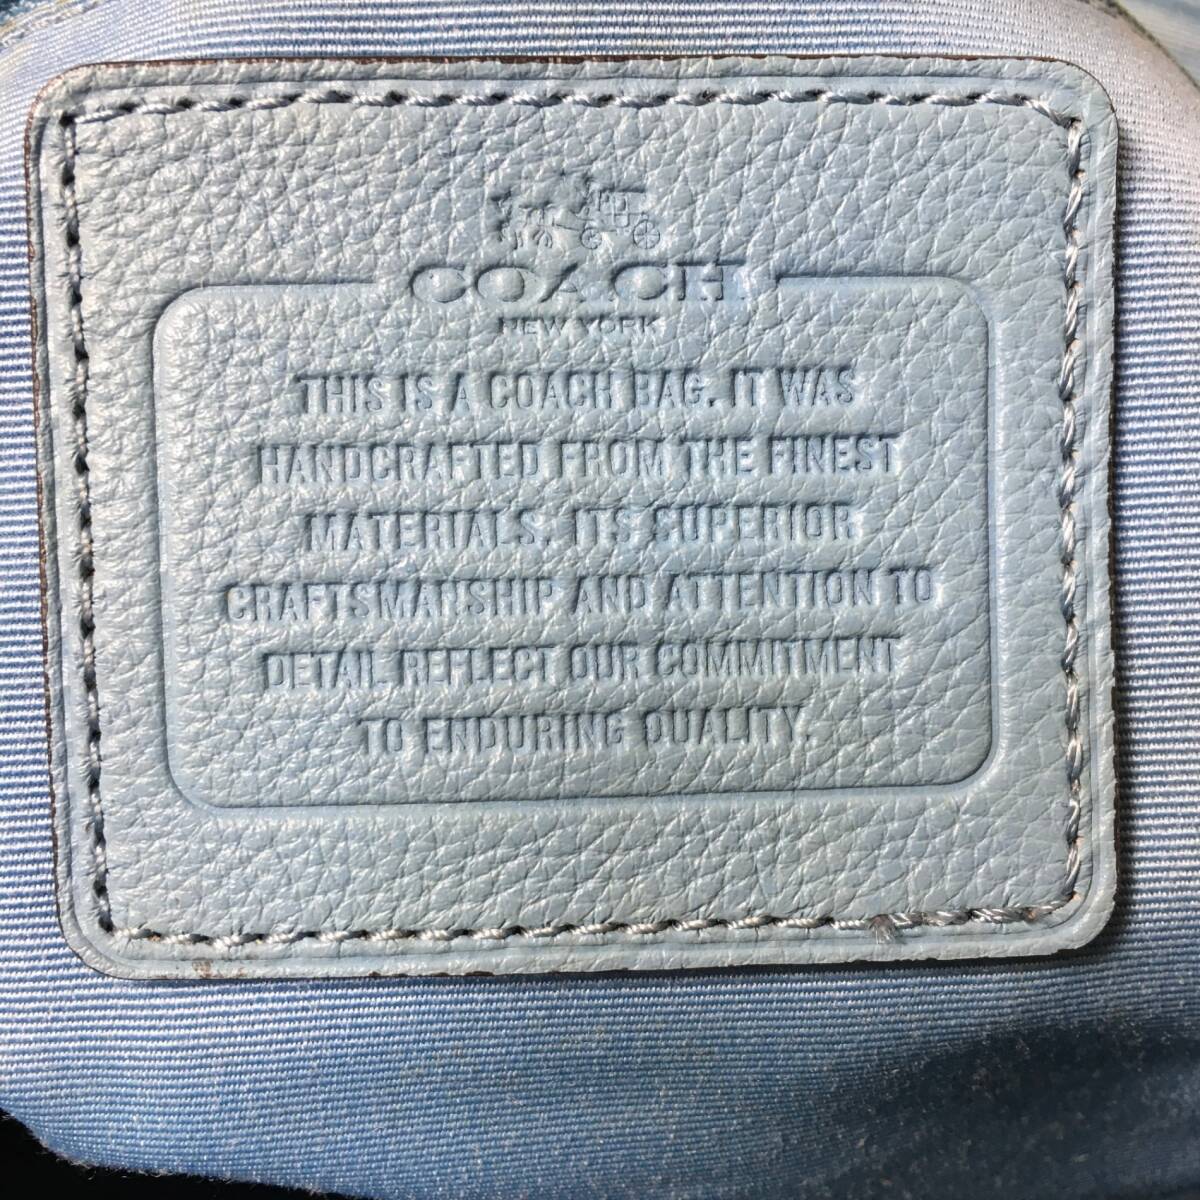 COACH
NEW YORK
THIS IS A COACH BAG. IT WAS
HANDCRAFTED FROM THE FINEST
MATERIALS. ITS SUPERIOR
CRAFTSMANSHIP AND ATTENTION TO
DETAIL REFLECT OUR COMMITMENT
TO ENDURING QUALITY.